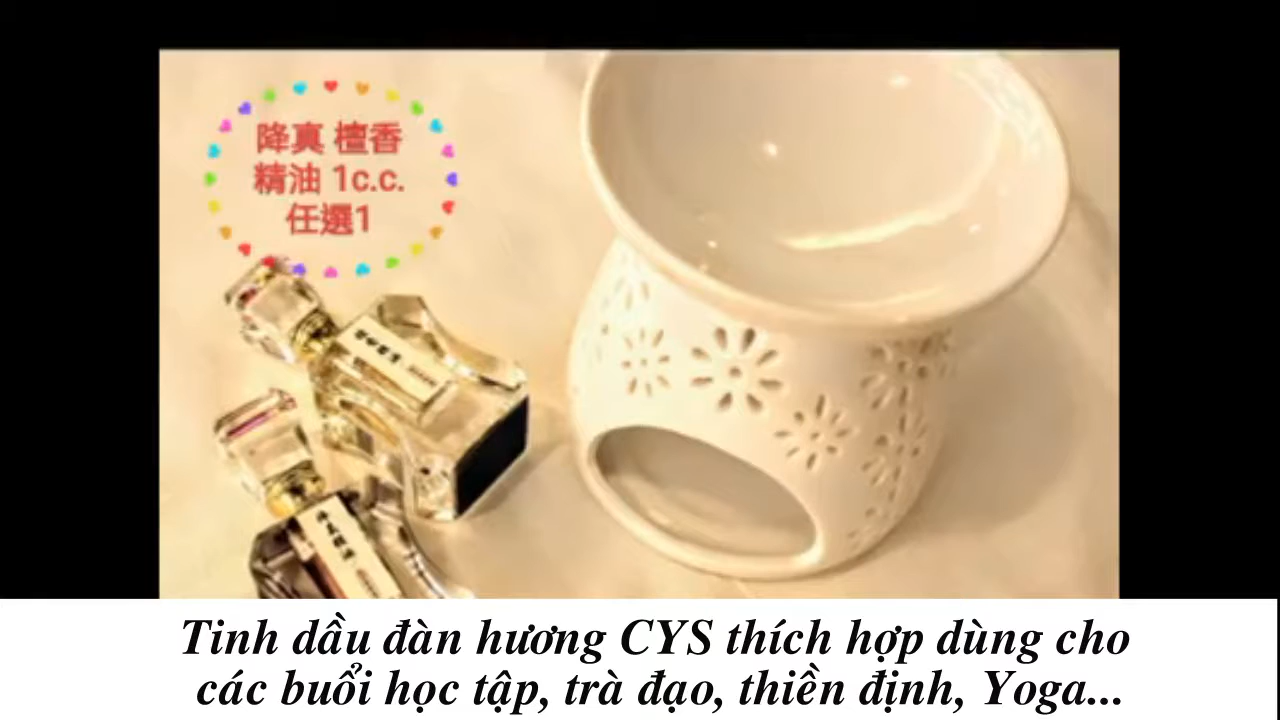 降真 檀香
精油 1c.c.
任選1
Tinh dầu đàn hương CYS thích hợp dùng cho
các buổi học tập, trà đạo, thiền định, Yoga...